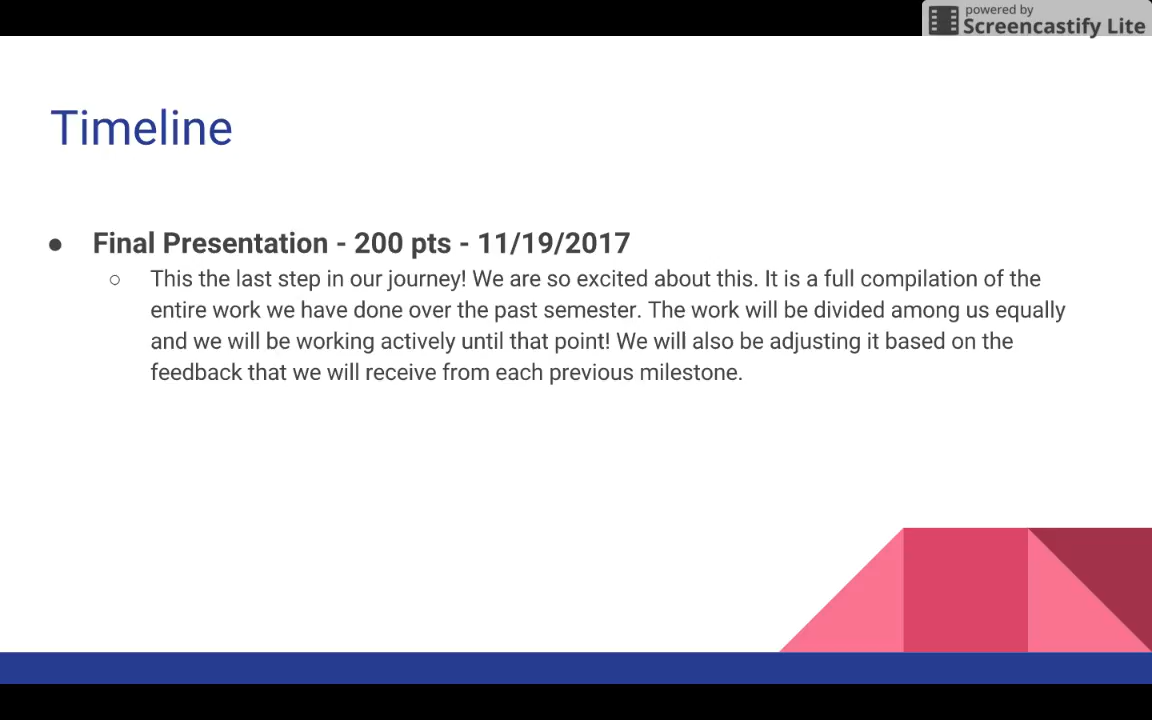 powered by
Screencastify Lite
Timeline
● Final Presentation - 200 pts - 11/19/2017
○ This the last step in our journey! We are so excited about this. It is a full compilation of the
entire work we have done over the past semester. The work will be divided among us equally
and we will be working actively until that point! We will also be adjusting it based on the
feedback that we will receive from each previous milestone.